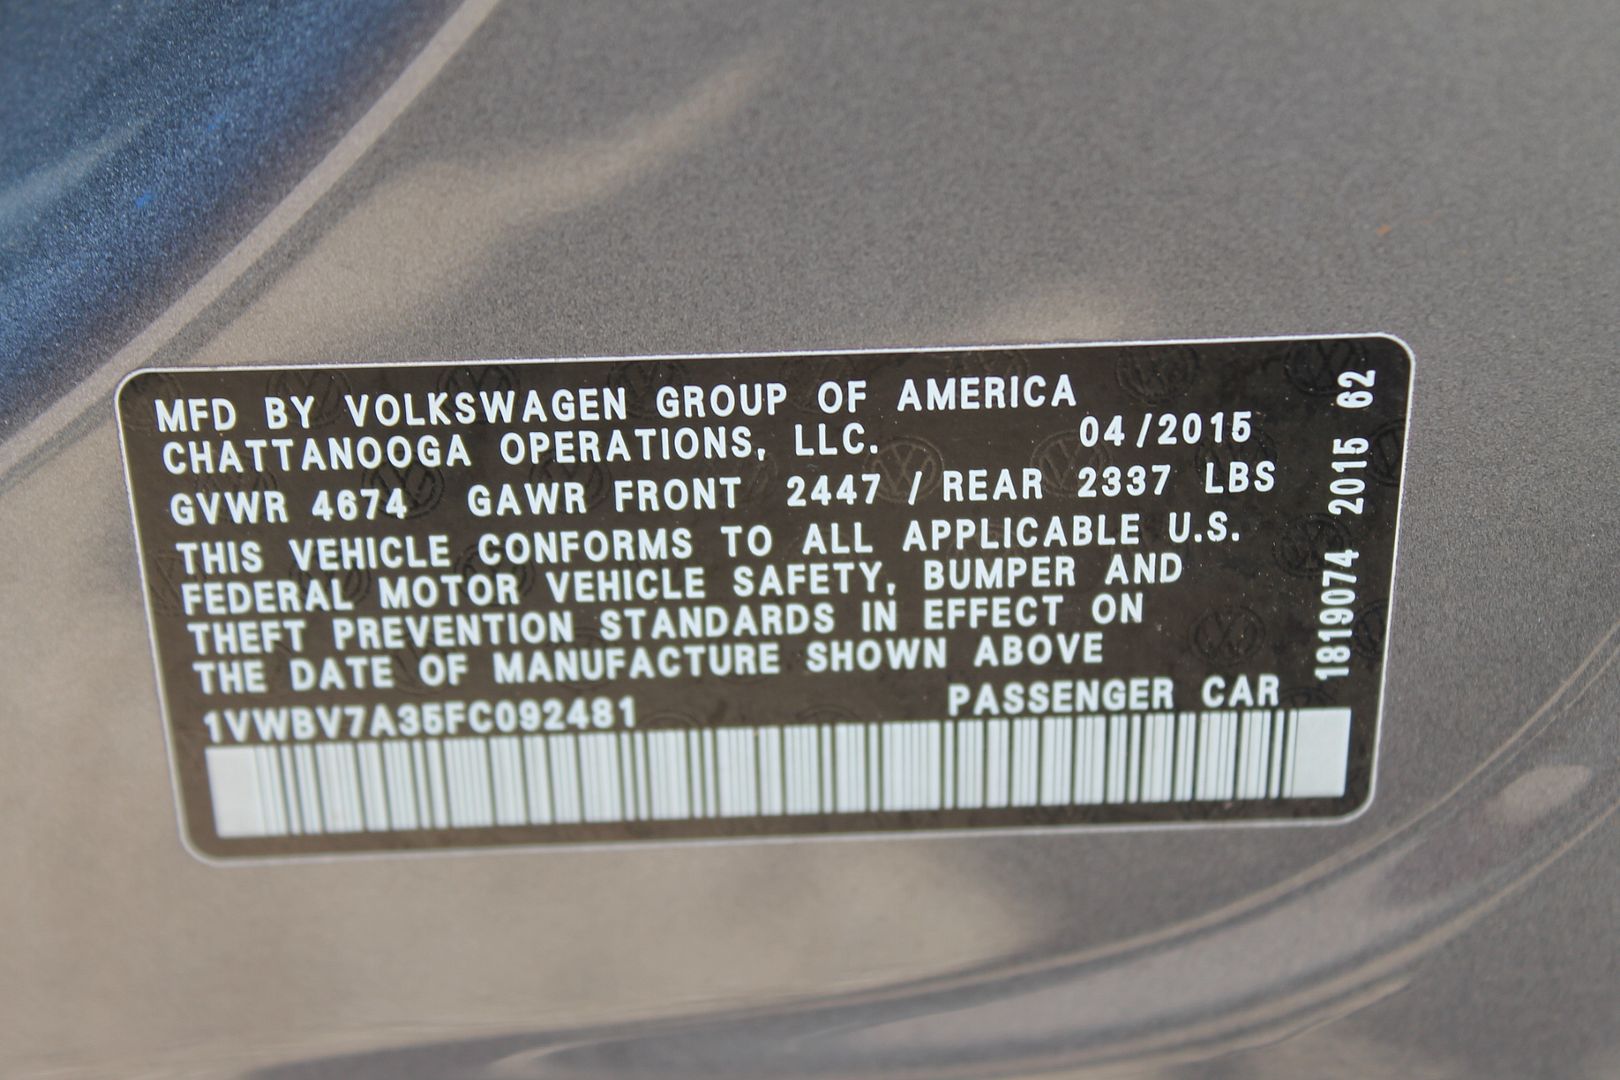 MFD BY VOLKSWAGEN GROUP OF AMERICA
CHATTANOOGA OPERATIONS, LLC. 04/2015
GVWR 4674 GAWR FRONT 2447 / REAR 2337 LBS
THIS VEHICLE CONFORMS TO ALL APPLICABLE U.S.
FEDERAL MOTOR VEHICLE SAFETY, BUMPER AND
THEFT PREVENTION STANDARDS IN EFFECT ON
THE DATE OF MANUFACTURE SHOWN ABOVE
1VWBV7A35FC092481 PASSENGER CAR
1819074 2015 62